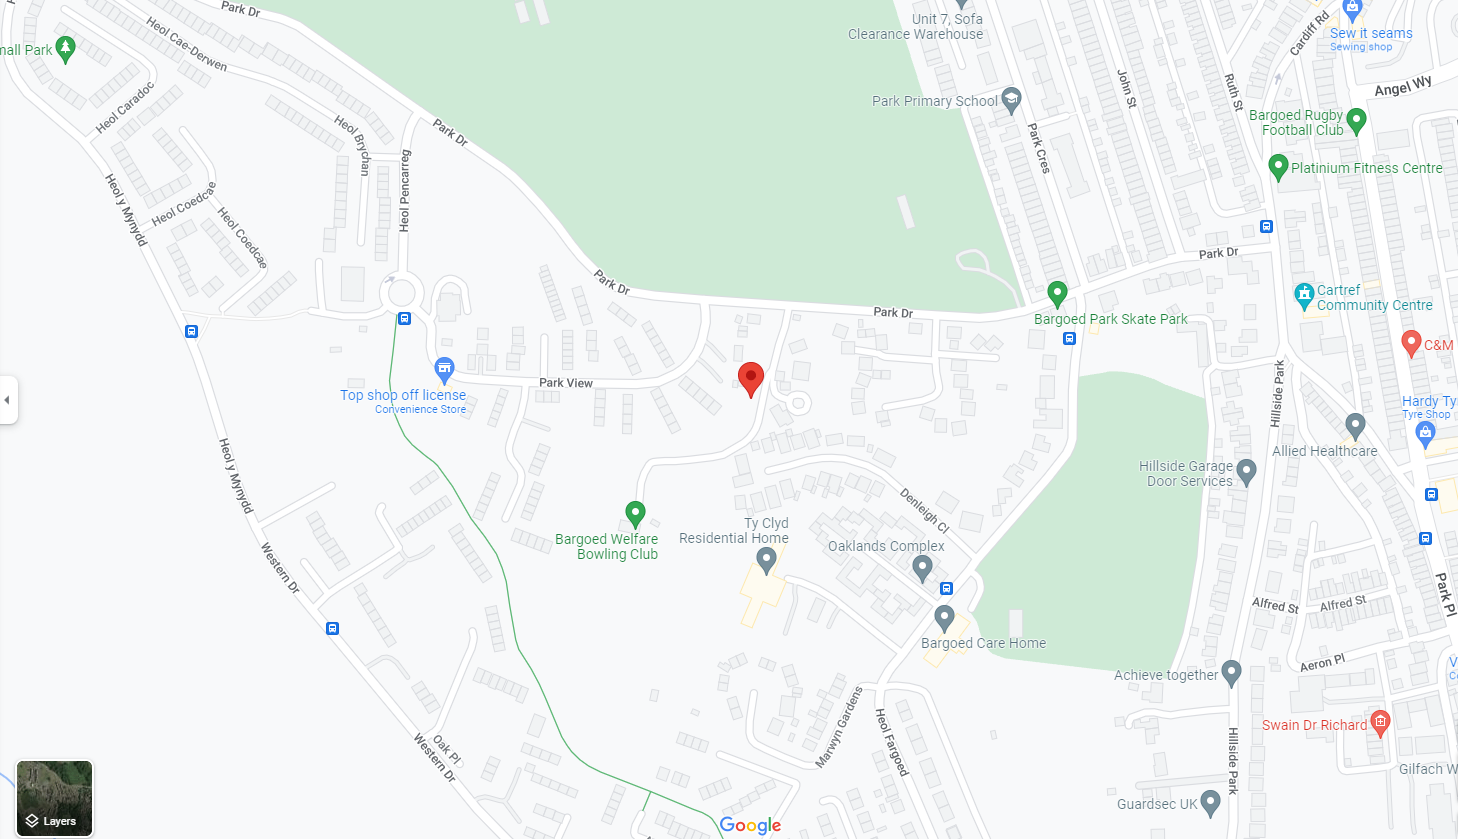 Park Dr
Heol Cae-Derwen
mall Park
Heol Caradoc
Heol Brychan
Park Dr
Heol Pencarreg
Heol y Mynydd
Heol Coedcae
Heol Coedcae
Unit 7, Sofa
Clearance Warehouse
Park Primary School
Park Cres
John St
Ruth St
Cardiff Rd
Sew it seams
Sewing shop
Angel Wy
Bargoed Rugby
Football Club
Platinium Fitness Centre
Park Dr
Park Dr
Park Dr
Bargoed Park Skate Park
Cartref
Community Centre
C&M
Top shop off license
Convenience Store
Park View
Hillside Park
Hardy Ty
Tyre Shop
Allied Healthcare
Hillside Garage
Door Services
Heol y Mynydd
Denleigh Cl
Bargoed Welfare
Bowling Club
Ty Clyd
Residential Home
Oaklands Complex
Western Dr
Park Pl
Alfred St
Alfred St
Bargoed Care Home
Aeron Pl
Achieve together
V
Co
Marwyn Gardens
Heol Fargoed
Swain Dr Richard
Oak Pl
Western Dr
Hillside Park
Gilfach W
Guardsec UK
Layers
Google